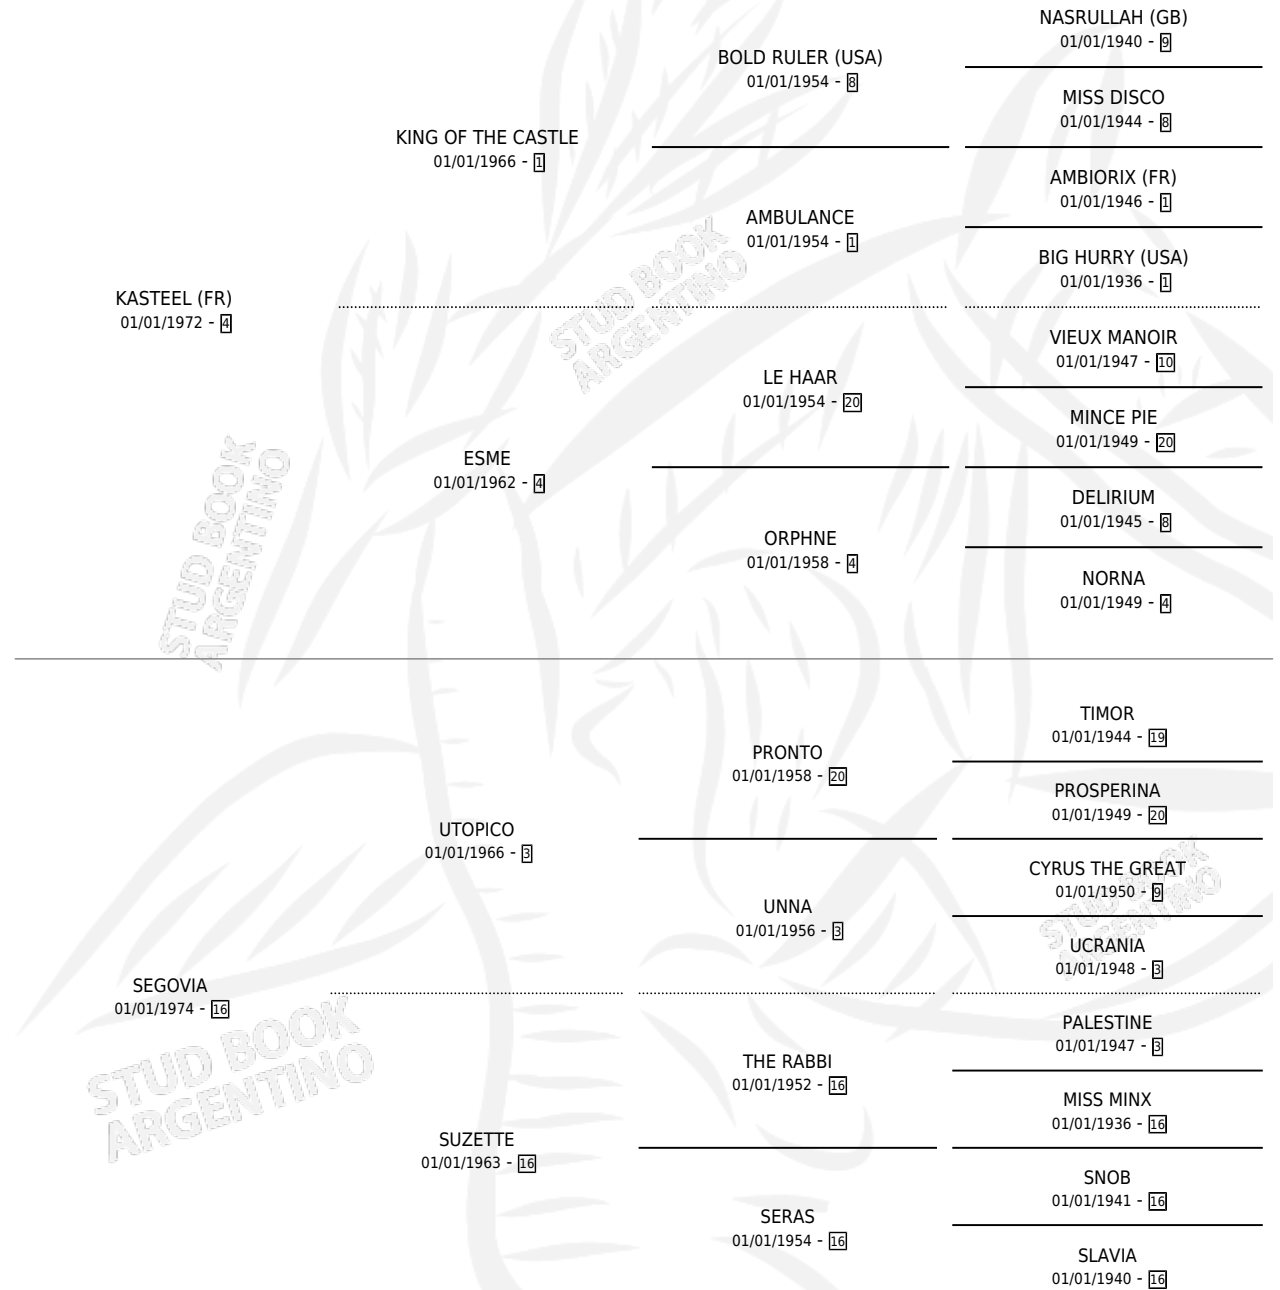 NASRULLAH (GB)
01/01/1940 - 9
BOLD RULER (USA)
01/01/1954 - 8
MISS DISCO
01/01/1944 - 8
KING OF THE CASTLE
01/01/1966 - 1
AMBIORIX (FR)
01/01/1946 - 1
AMBULANCE
01/01/1954 - 1
BIG HURRY (USA)
01/01/1936 - 1
KASTEEL (FR)
01/01/1972 - 4
STUD BOOK
ARGENTINO
VIEUX MANOIR
01/01/1947 - 10
LE HAAR
01/01/1954 - 20
MINCE PIE
01/01/1949 - 20
ESME
01/01/1962 - 4
DELIRIUM
01/01/1945 - 8
ORPHNE
01/01/1958 - 4
NORNA
01/01/1949 - 4
STUD BOOK
ARGENTINO
TIMOR
01/01/1944 - 19
PRONTO
01/01/1958 - 20
PROSPERINA
01/01/1949 - 20
UTOPICO
01/01/1966 - 3
CYRUS THE GREAT
01/01/1950 - 9
UNNA
01/01/1956 - 3
STUD BOOK
ARGENTINO
UCRANIA
01/01/1948 - 3
SEGOVIA
01/01/1974 - 16
PALESTINE
01/01/1947 - 3
THE RABBI
01/01/1952 - 16
STUD BOOK
ARGENTINO
MISS MINX
01/01/1936 - 16
SUZETTE
01/01/1963 - 16
SNOB
01/01/1941 - 16
SERAS
01/01/1954 - 16
SLAVIA
01/01/1940 - 16